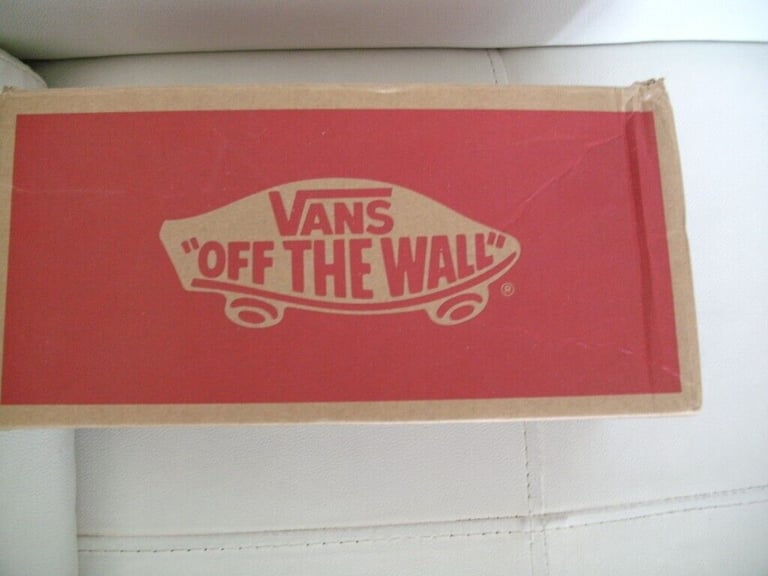 VANS
"OFF THE WALL"
®